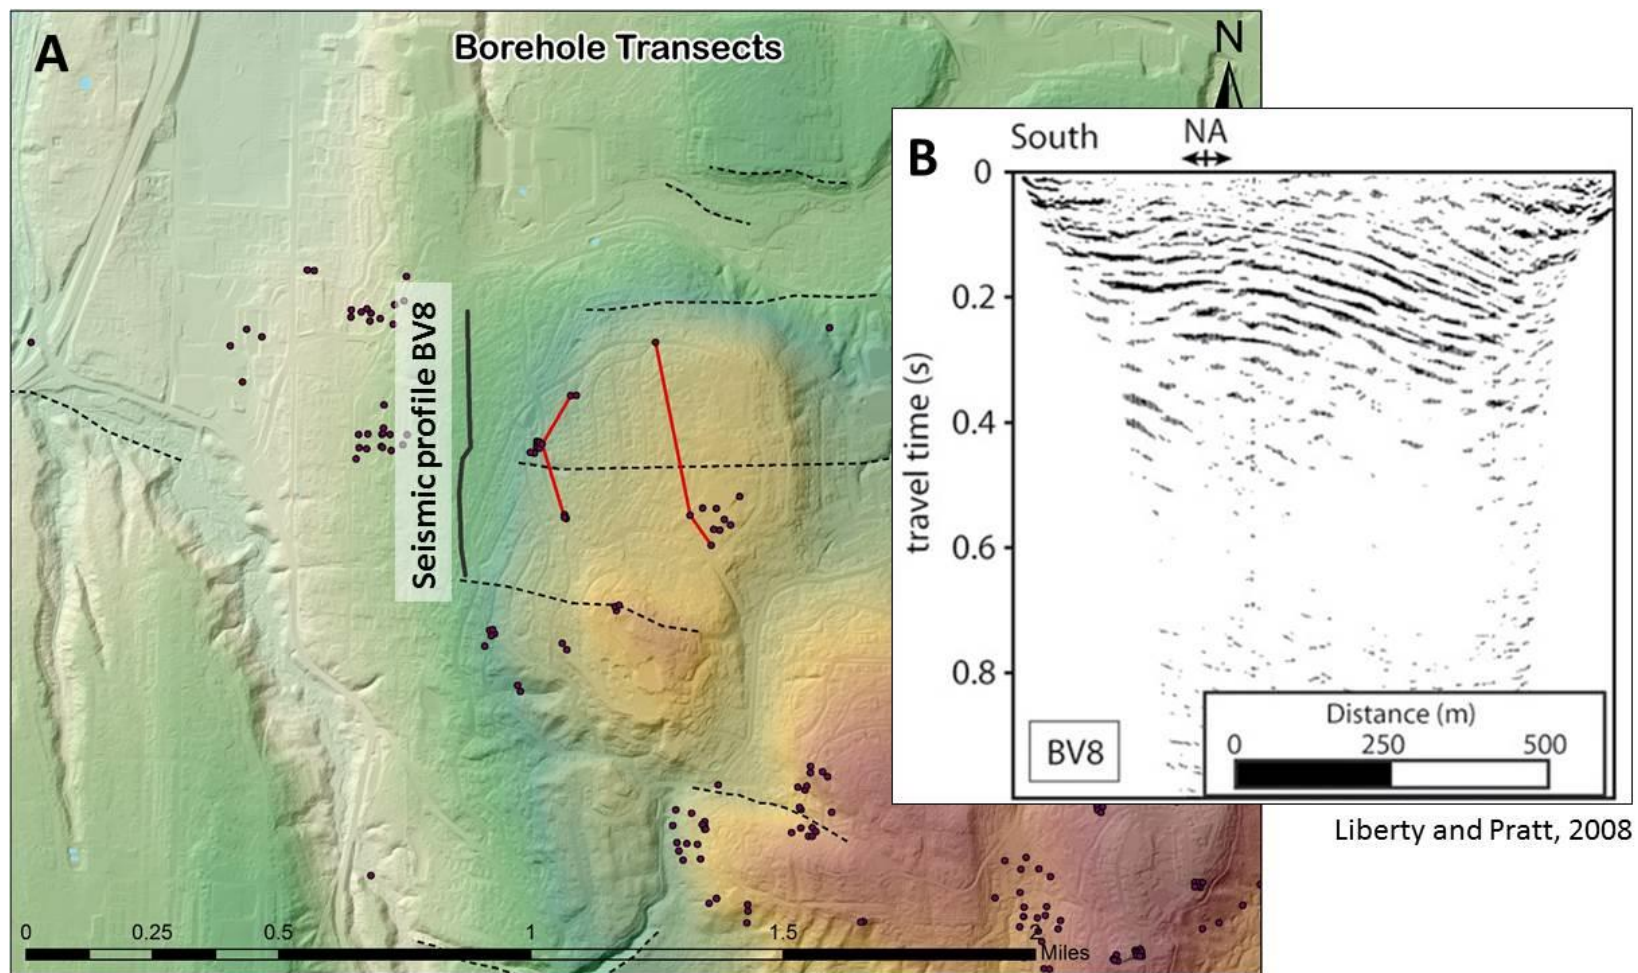 A
Borehole Transects
N
Seismic profile BV8
0 0.25 0.5 1 1.5 2
Miles
B
South
NA
0
0.2
0.4
0.6
0.8
travel time (s)
BV8
Distance (m)
0 250 500
Liberty and Pratt, 2008